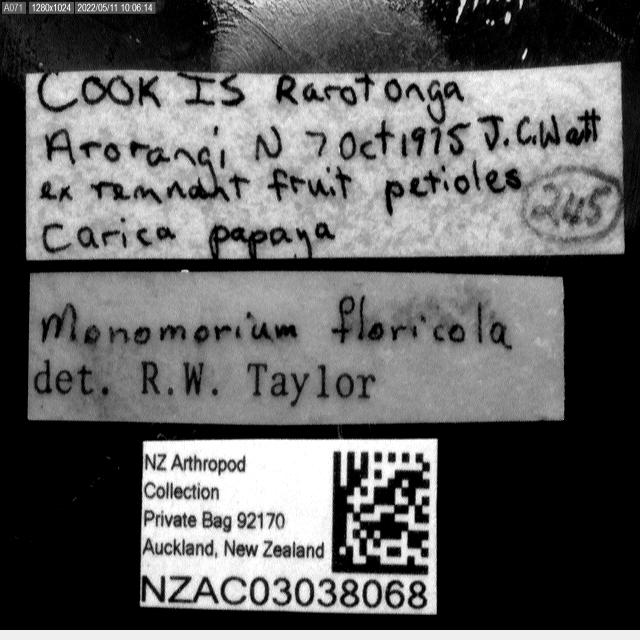 A071 1280x1024 2022/05/11 10:06:14
COOK IS Rarotonga
Arorangi N 7 Oct 1975 J.C.Watt
ex remnant fruit petioles
245
Carica papaya
Monomorium floricola
det. R.W. Taylor
NZ Arthropod
Collection
Private Bag 92170
Auckland, New Zealand
NZAC03038068